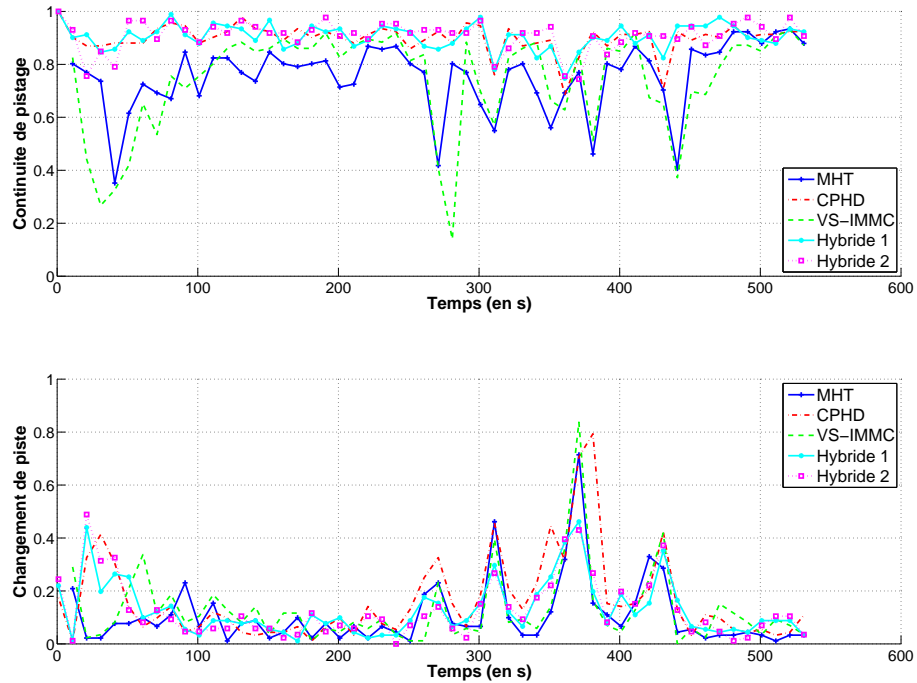 1
0.8
0.6
0.4
0.2
0
Continuite de pistage
0 100 200 300 400 500 600
Temps (en s)
MHT
CPHD
VS-IMMC
Hybride 1
Hybride 2
1
0.8
0.6
0.4
0.2
0
Changement de piste
0 100 200 300 400 500 600
Temps (en s)
MHT
CPHD
VS-IMMC
Hybride 1
Hybride 2